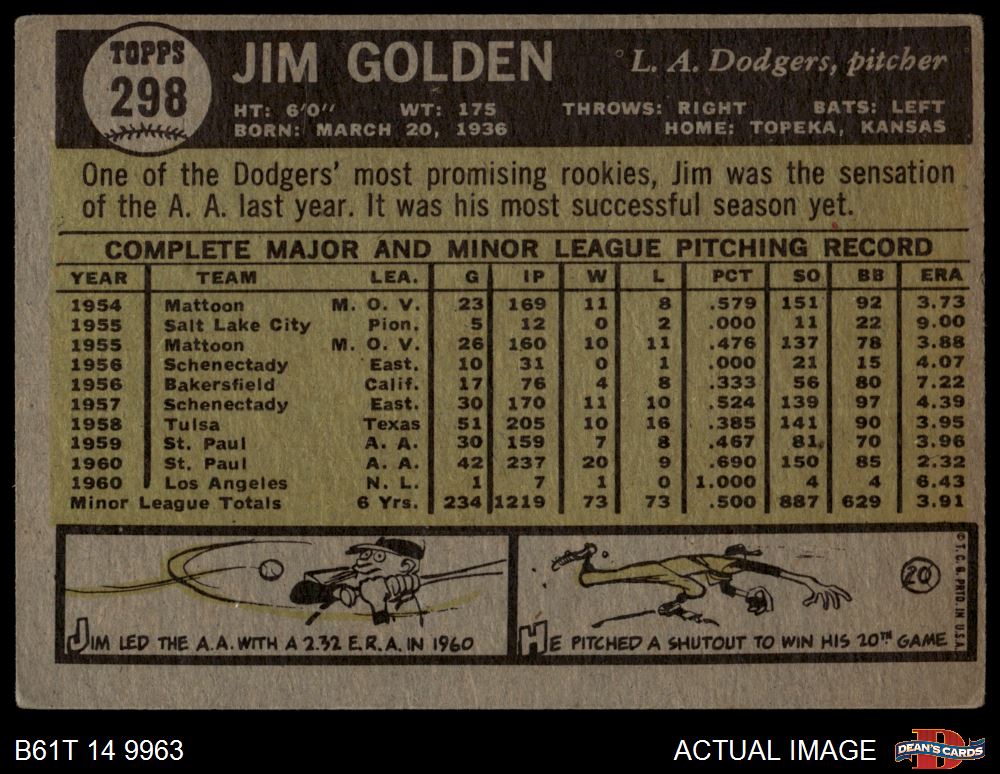 TOPPS
298
JIM GOLDEN
L. A. Dodgers, pitcher
HT: 6'0" WT: 175 THROWS: RIGHT BATS: LEFT
BORN: MARCH 20, 1936 HOME: TOPEKA, KANSAS
One of the Dodgers' most promising rookies, Jim was the sensation
of the A. A. last year. It was his most successful season yet.
COMPLETE MAJOR AND MINOR LEAGUE PITCHING RECORD
YEAR TEAM LEA. G IP W L PCT SO BB ERA
1954 Mattoon M. O. V. 23 169 11 8 .579 151 92 3.73
1955 Salt Lake City Pion. 5 12 0 2 .000 11 22 9.00
1955 Mattoon M. O. V. 26 160 10 11 .476 137 78 3.88
1956 Schenectady East. 10 31 0 1 .000 21 15 4.07
1956 Bakersfield Calif. 17 76 4 8 .333 56 80 7.22
1957 Schenectady East. 30 170 11 10 .524 139 97 4.39
1958 Tulsa Texas 51 205 10 16 .385 141 90 3.95
1959 St. Paul A. A. 30 159 7 8 .467 81 70 3.96
1960 St. Paul A. A. 42 237 20 9 .690 150 85 2.32
1960 Los Angeles N. L. 1 7 1 0 1.000 4 4 6.43
Minor League Totals 6 Yrs. 234 1219 73 73 .500 887 629 3.91
JIM LED THE A.A. WITH A 2.32 E.R.A. IN 1960
20
HE PITCHED A SHUTOUT TO WIN HIS 20TH GAME
© T. C. G. PRTD. IN U.S.A.
B61T 14 9963
ACTUAL IMAGE
D
DEAN'S CARDS